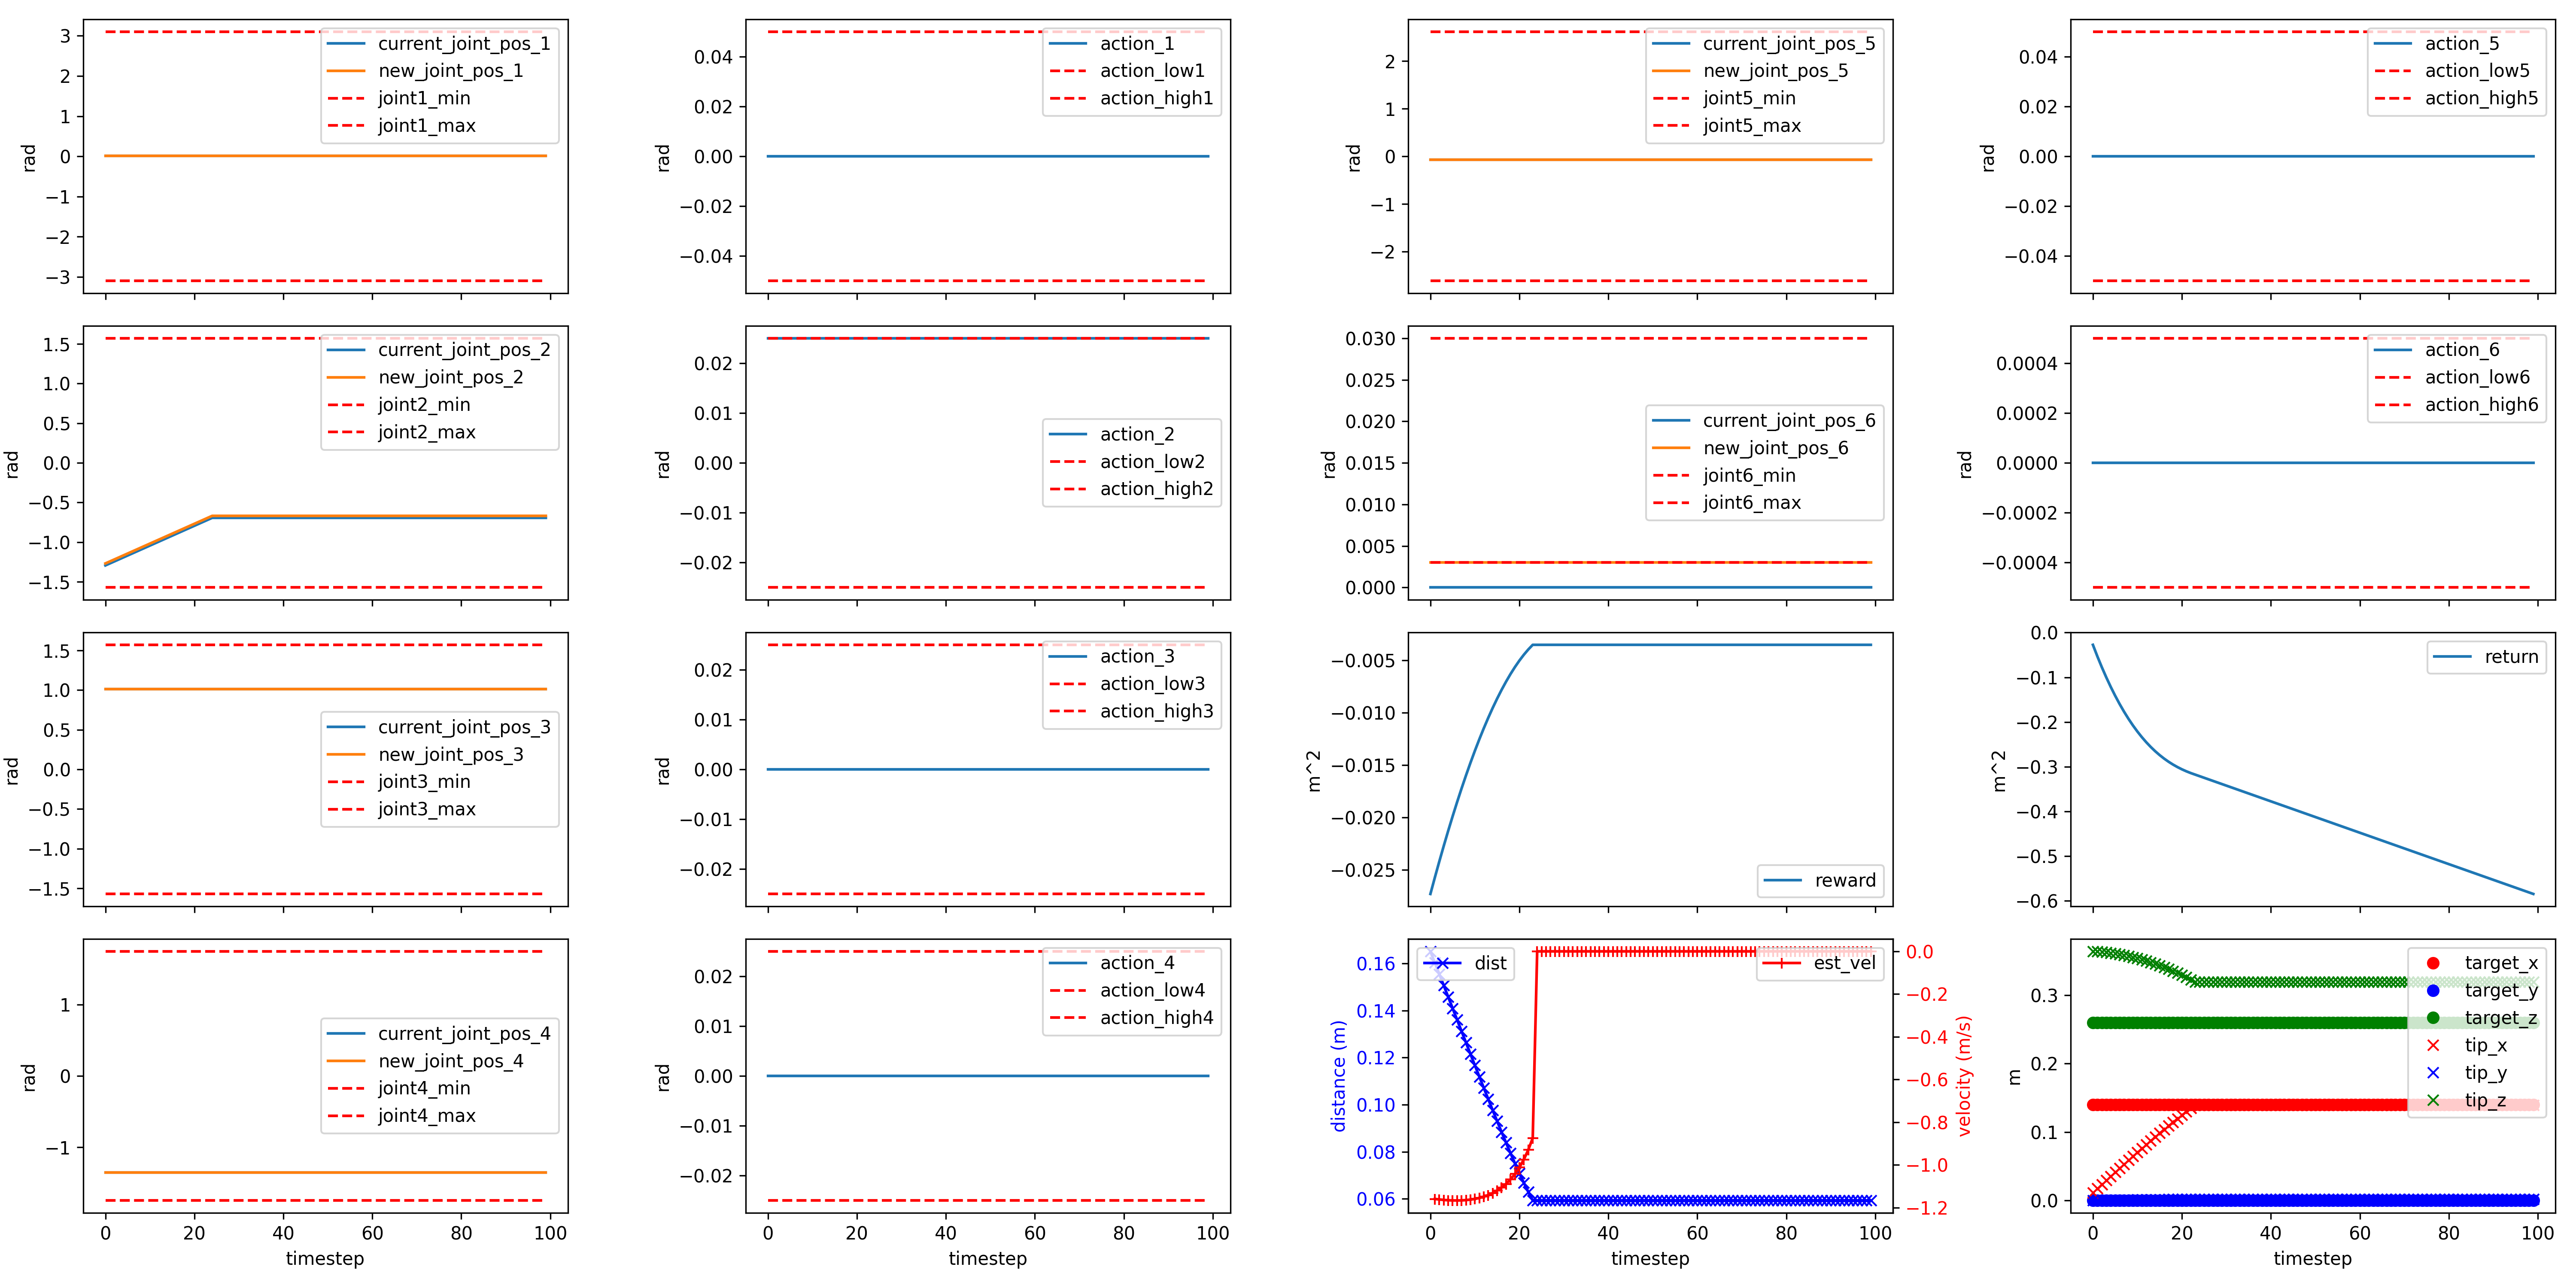 3
2
1
0
−1
−2
−3
rad
current_joint_pos_1
new_joint_pos_1
joint1_min
joint1_max
0.04
0.02
0.00
−0.02
−0.04
rad
action_1
action_low1
action_high1
2
1
0
−1
−2
rad
current_joint_pos_5
new_joint_pos_5
joint5_min
joint5_max
0.04
0.02
0.00
−0.02
−0.04
rad
action_5
action_low5
action_high5
1.5
1.0
0.5
0.0
−0.5
−1.0
−1.5
rad
current_joint_pos_2
new_joint_pos_2
joint2_min
joint2_max
0.02
0.01
0.00
−0.01
−0.02
rad
action_2
action_low2
action_high2
0.030
0.025
0.020
0.015
0.010
0.005
0.000
rad
current_joint_pos_6
new_joint_pos_6
joint6_min
joint6_max
0.0004
0.0002
0.0000
−0.0002
−0.0004
rad
action_6
action_low6
action_high6
1.5
1.0
0.5
0.0
−0.5
−1.0
−1.5
rad
current_joint_pos_3
new_joint_pos_3
joint3_min
joint3_max
0.02
0.01
0.00
−0.01
−0.02
rad
action_3
action_low3
action_high3
−0.005
−0.010
−0.015
−0.020
−0.025
m^2
reward
0.0
−0.1
−0.2
−0.3
−0.4
−0.5
−0.6
m^2
return
1
0
−1
rad
current_joint_pos_4
new_joint_pos_4
joint4_min
joint4_max
0 20 40 60 80 100
timestep
0.02
0.01
0.00
−0.01
−0.02
rad
action_4
action_low4
action_high4
0 20 40 60 80 100
timestep
0.16
0.14
0.12
0.10
0.08
0.06
distance (m)
dist
est_vel
0.0
−0.2
−0.4
−0.6
−0.8
−1.0
−1.2
velocity (m/s)
0 20 40 60 80 100
timestep
0.3
0.2
0.1
0.0
m
target_x
target_y
target_z
tip_x
tip_y
tip_z
0 20 40 60 80 100
timestep